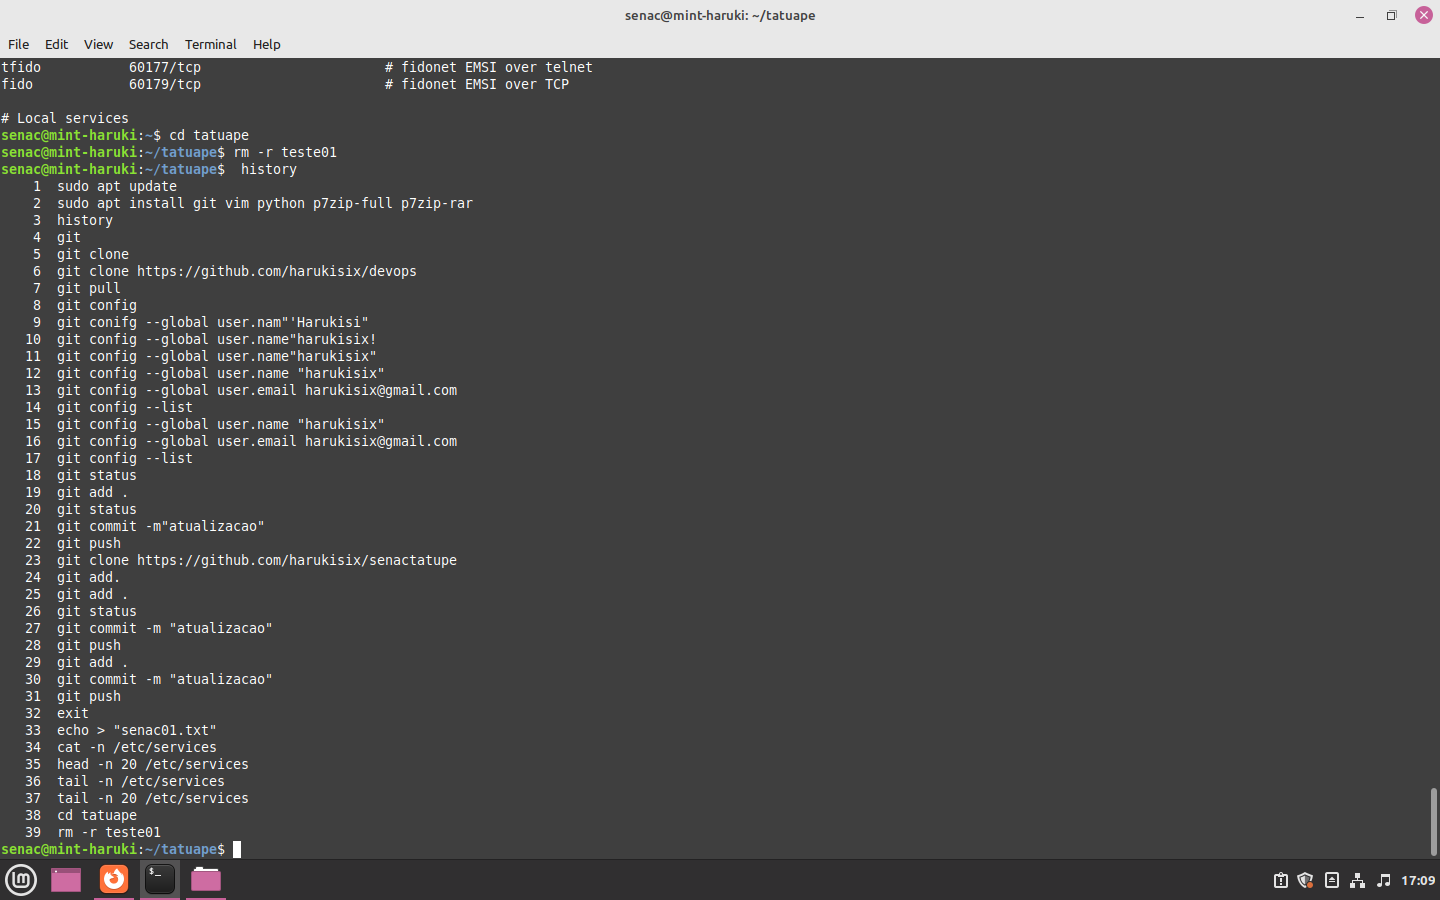 senac@mint-haruki: ~/tatuape
File Edit View Search Terminal Help
tfido 60177/tcp # fidonet EMSI over telnet
fido 60179/tcp # fidonet EMSI over TCP
# Local services
senac@mint-haruki:~$ cd tatuape
senac@mint-haruki:~/tatuape$ rm -r teste01
senac@mint-haruki:~/tatuape$  history
1 sudo apt update
2 sudo apt install git vim python p7zip-full p7zip-rar
3 history
4 git
5 git clone
6 git clone https://github.com/harukisix/devops
7 git pull
8 git config
9 git conifg --global user.nam"'Harukisi"
10 git config --global user.name"harukisix!
11 git config --global user.name"harukisix"
12 git config --global user.name "harukisix"
13 git config --global user.email harukisix@gmail.com
14 git config --list
15 git config --global user.name "harukisix"
16 git config --global user.email harukisix@gmail.com
17 git config --list
18 git status
19 git add .
20 git status
21 git commit -m"atualizacao"
22 git push
23 git clone https://github.com/harukisix/senactatupe
24 git add.
25 git add .
26 git status
27 git commit -m "atualizacao"
28 git push
29 git add .
30 git commit -m "atualizacao"
31 git push
32 exit
33 echo > "senac01.txt"
34 cat -n /etc/services
35 head -n 20 /etc/services
36 tail -n /etc/services
37 tail -n 20 /etc/services
38 cd tatuape
39 rm -r teste01
senac@mint-haruki:~/tatuape$
$_
17:09